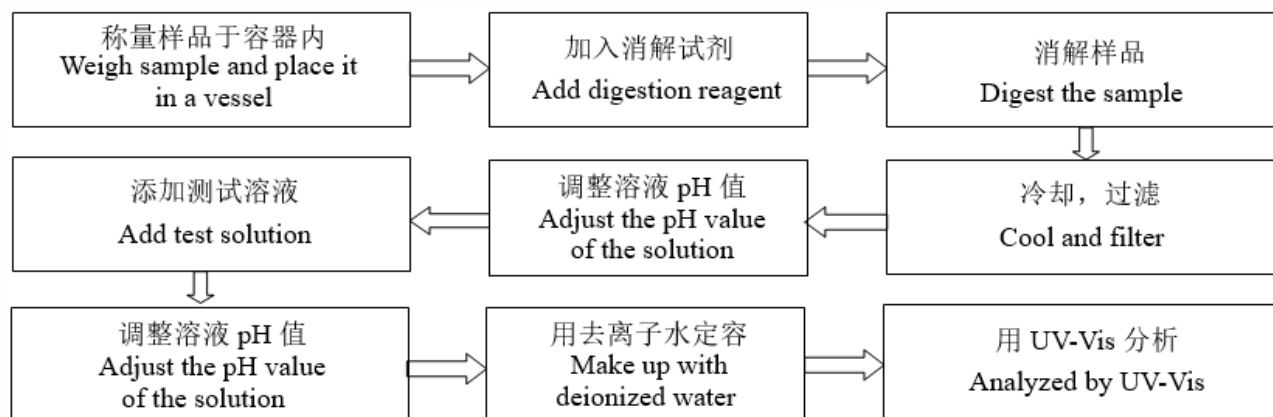 称量样品于容器内
Weigh sample and place it
in a vessel
加入消解试剂
Add digestion reagent
消解样品
Digest the sample
冷却，过滤
Cool and filter
调整溶液 pH 值
Adjust the pH value
of the solution
添加测试溶液
Add test solution
调整溶液 pH 值
Adjust the pH value
of the solution
用去离子水定容
Make up with
deionized water
用 UV-Vis 分析
Analyzed by UV-Vis